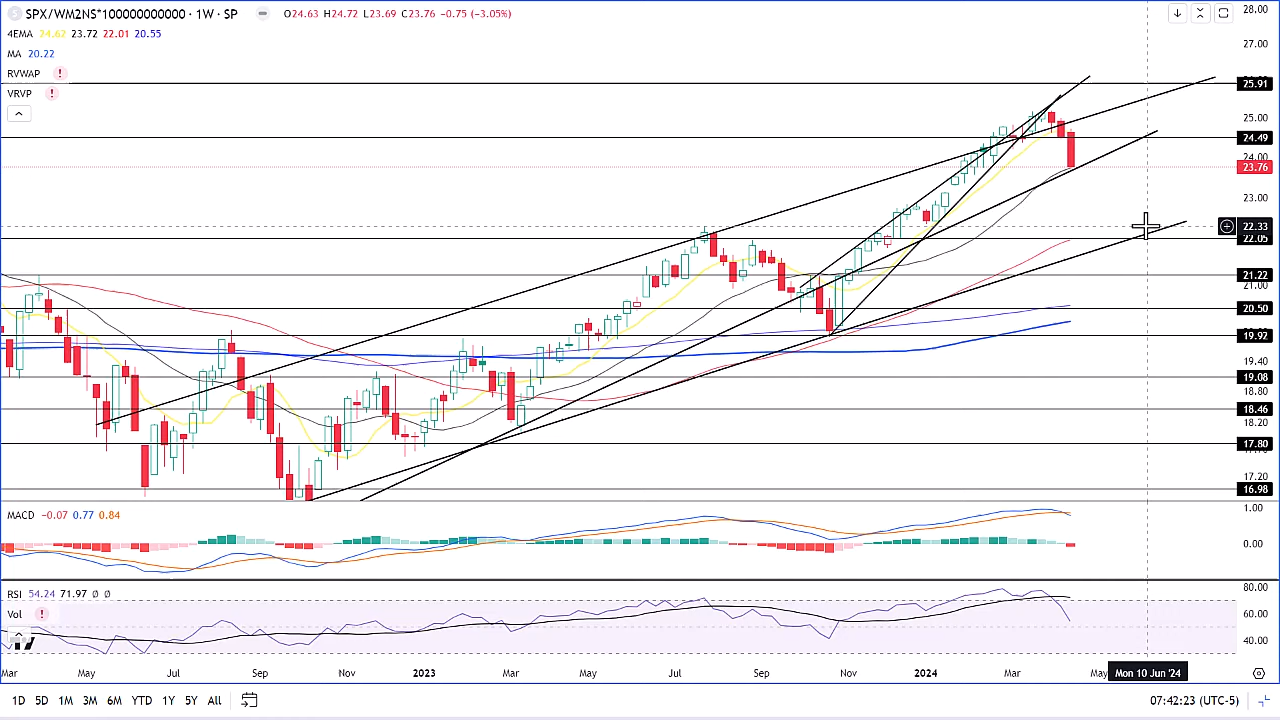 S SPX/WM2NS*100000000000 · 1W · SP O24.63 H24.72 L23.69 C23.76 −0.75 (−3.05%)
4EMA 24.62 23.72 22.01 20.55
MA 20.22
RVWAP !
VRVP !
28.00
27.00
25.91
25.00
24.49
24.00
23.76
23.00
22.33
22.05
21.22
21.00
20.50
19.92
19.40
19.08
18.80
18.46
18.20
17.80
17.20
16.98
MACD −0.07 0.77 0.84
1.00
0.00
RSI 54.24 71.97 Ø Ø
Vol !
80.00
60.00
40.00
Mar May Jul Sep Nov 2023 Mar May Jul Sep Nov 2024 Mar May Mon 10 Jun '24
1D 5D 1M 3M 6M YTD 1Y 5Y All 07:42:23 (UTC-5)